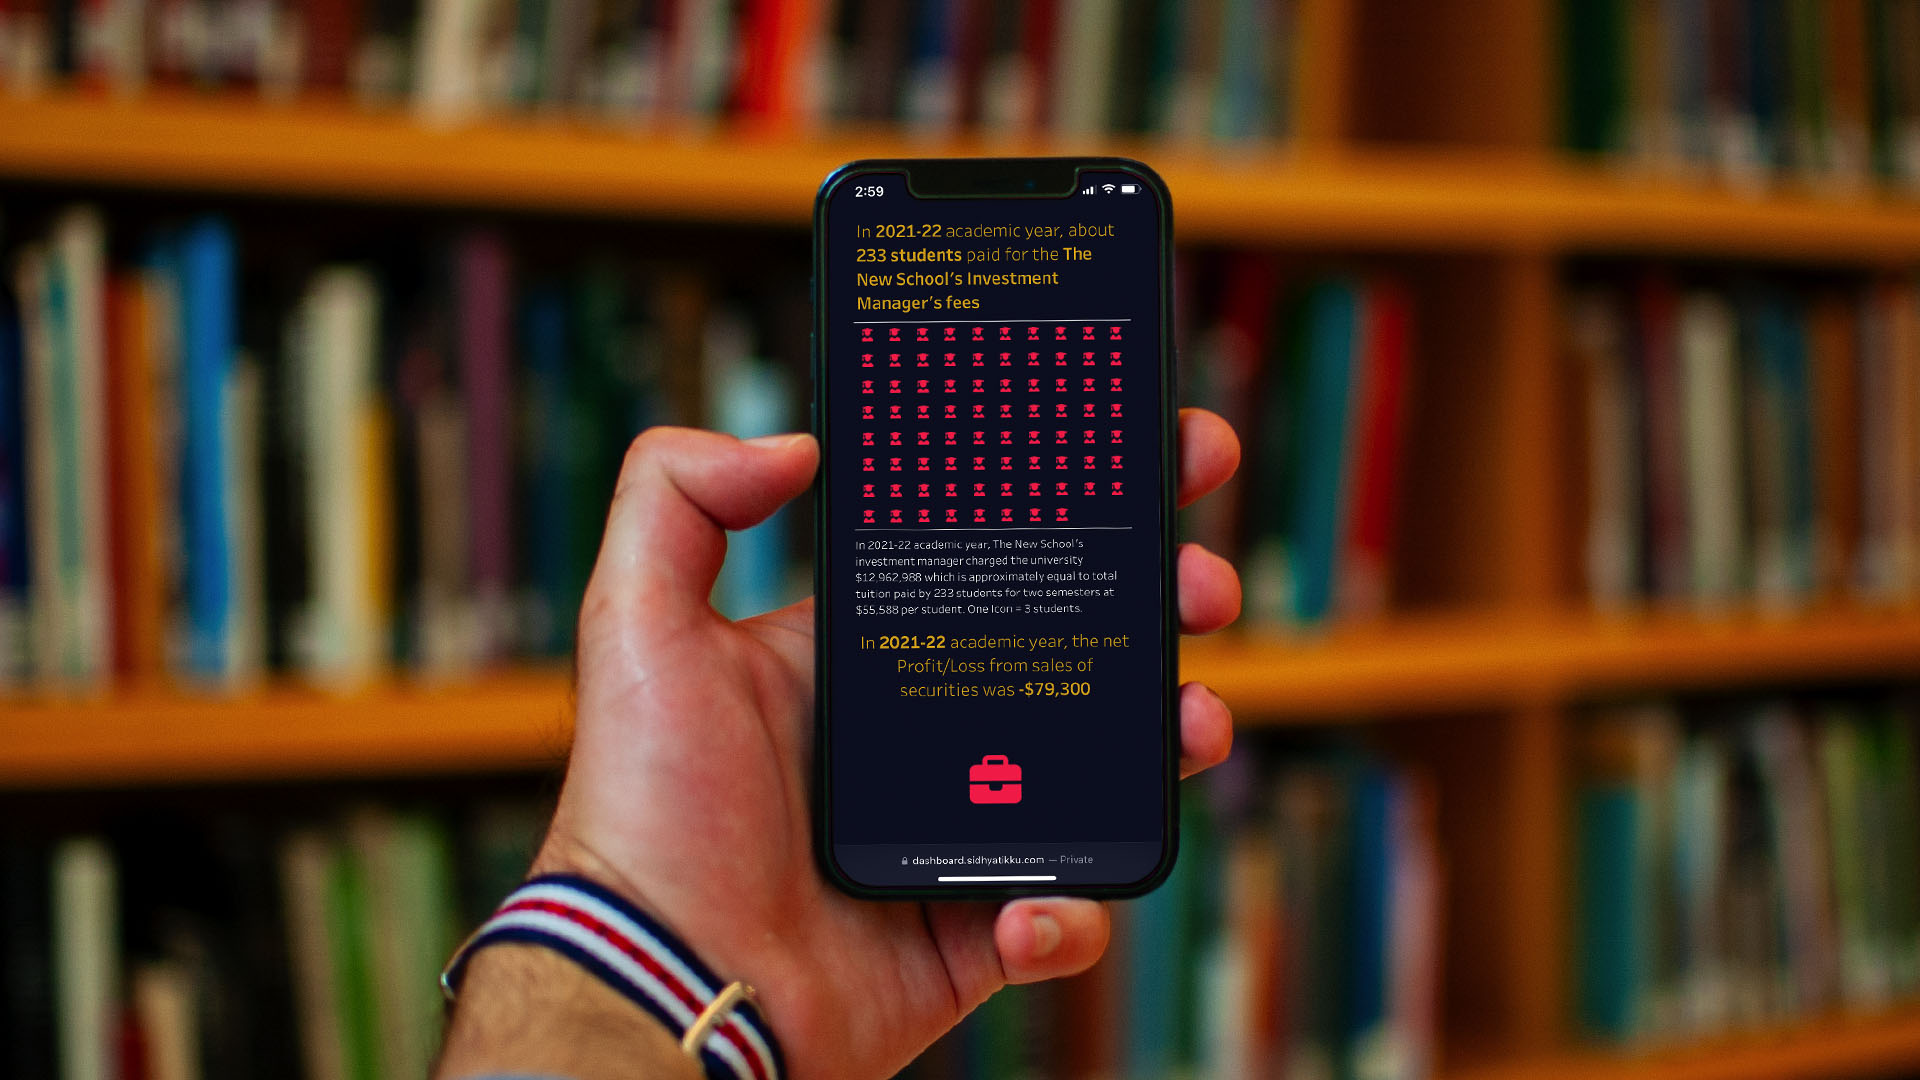 2:59
In 2021-22 academic year, about
233 students paid for the The
New School's Investment
Manager's fees
In 2021-22 academic year, The New School's
investment manager charged the university
$12,962,988 which is approximately equal to total
tuition paid by 233 students for two semesters at
$55,588 per student. One Icon = 3 students.
In 2021-22 academic year, the net
Profit/Loss from sales of
securities was -$79,300
dashboard.sidhyatikku.com — Private